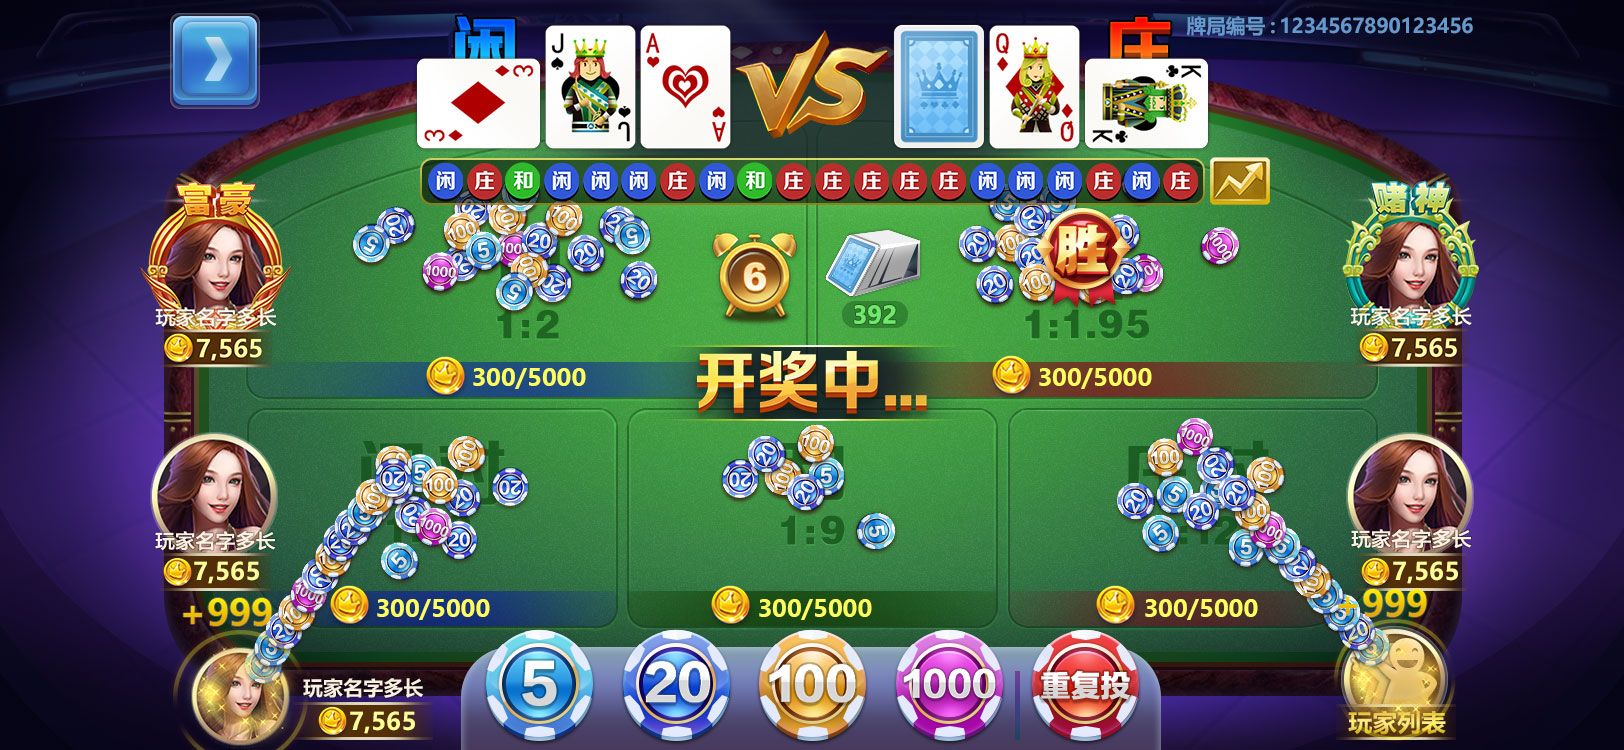 闲
庄
牌局编号 : 1234567890123456
3
3
J
J
A
A
VS
Q
Q
K
K
闲 庄 和 闲 闲 闲 庄 闲 和 庄 庄 庄 庄 庄 闲 闲 闲 庄 闲 庄
富豪
玩家名字多长
7,565
1:2
300/5000
6
392
胜
1:1.95
300/5000
赌神
玩家名字多长
7,565
开奖中...
玩家名字多长
7,565
+999
300/5000
1:9
300/5000
300/5000
玩家名字多长
7,565
+999
玩家名字多长
7,565
5
20
100
1000
重复投
玩家列表